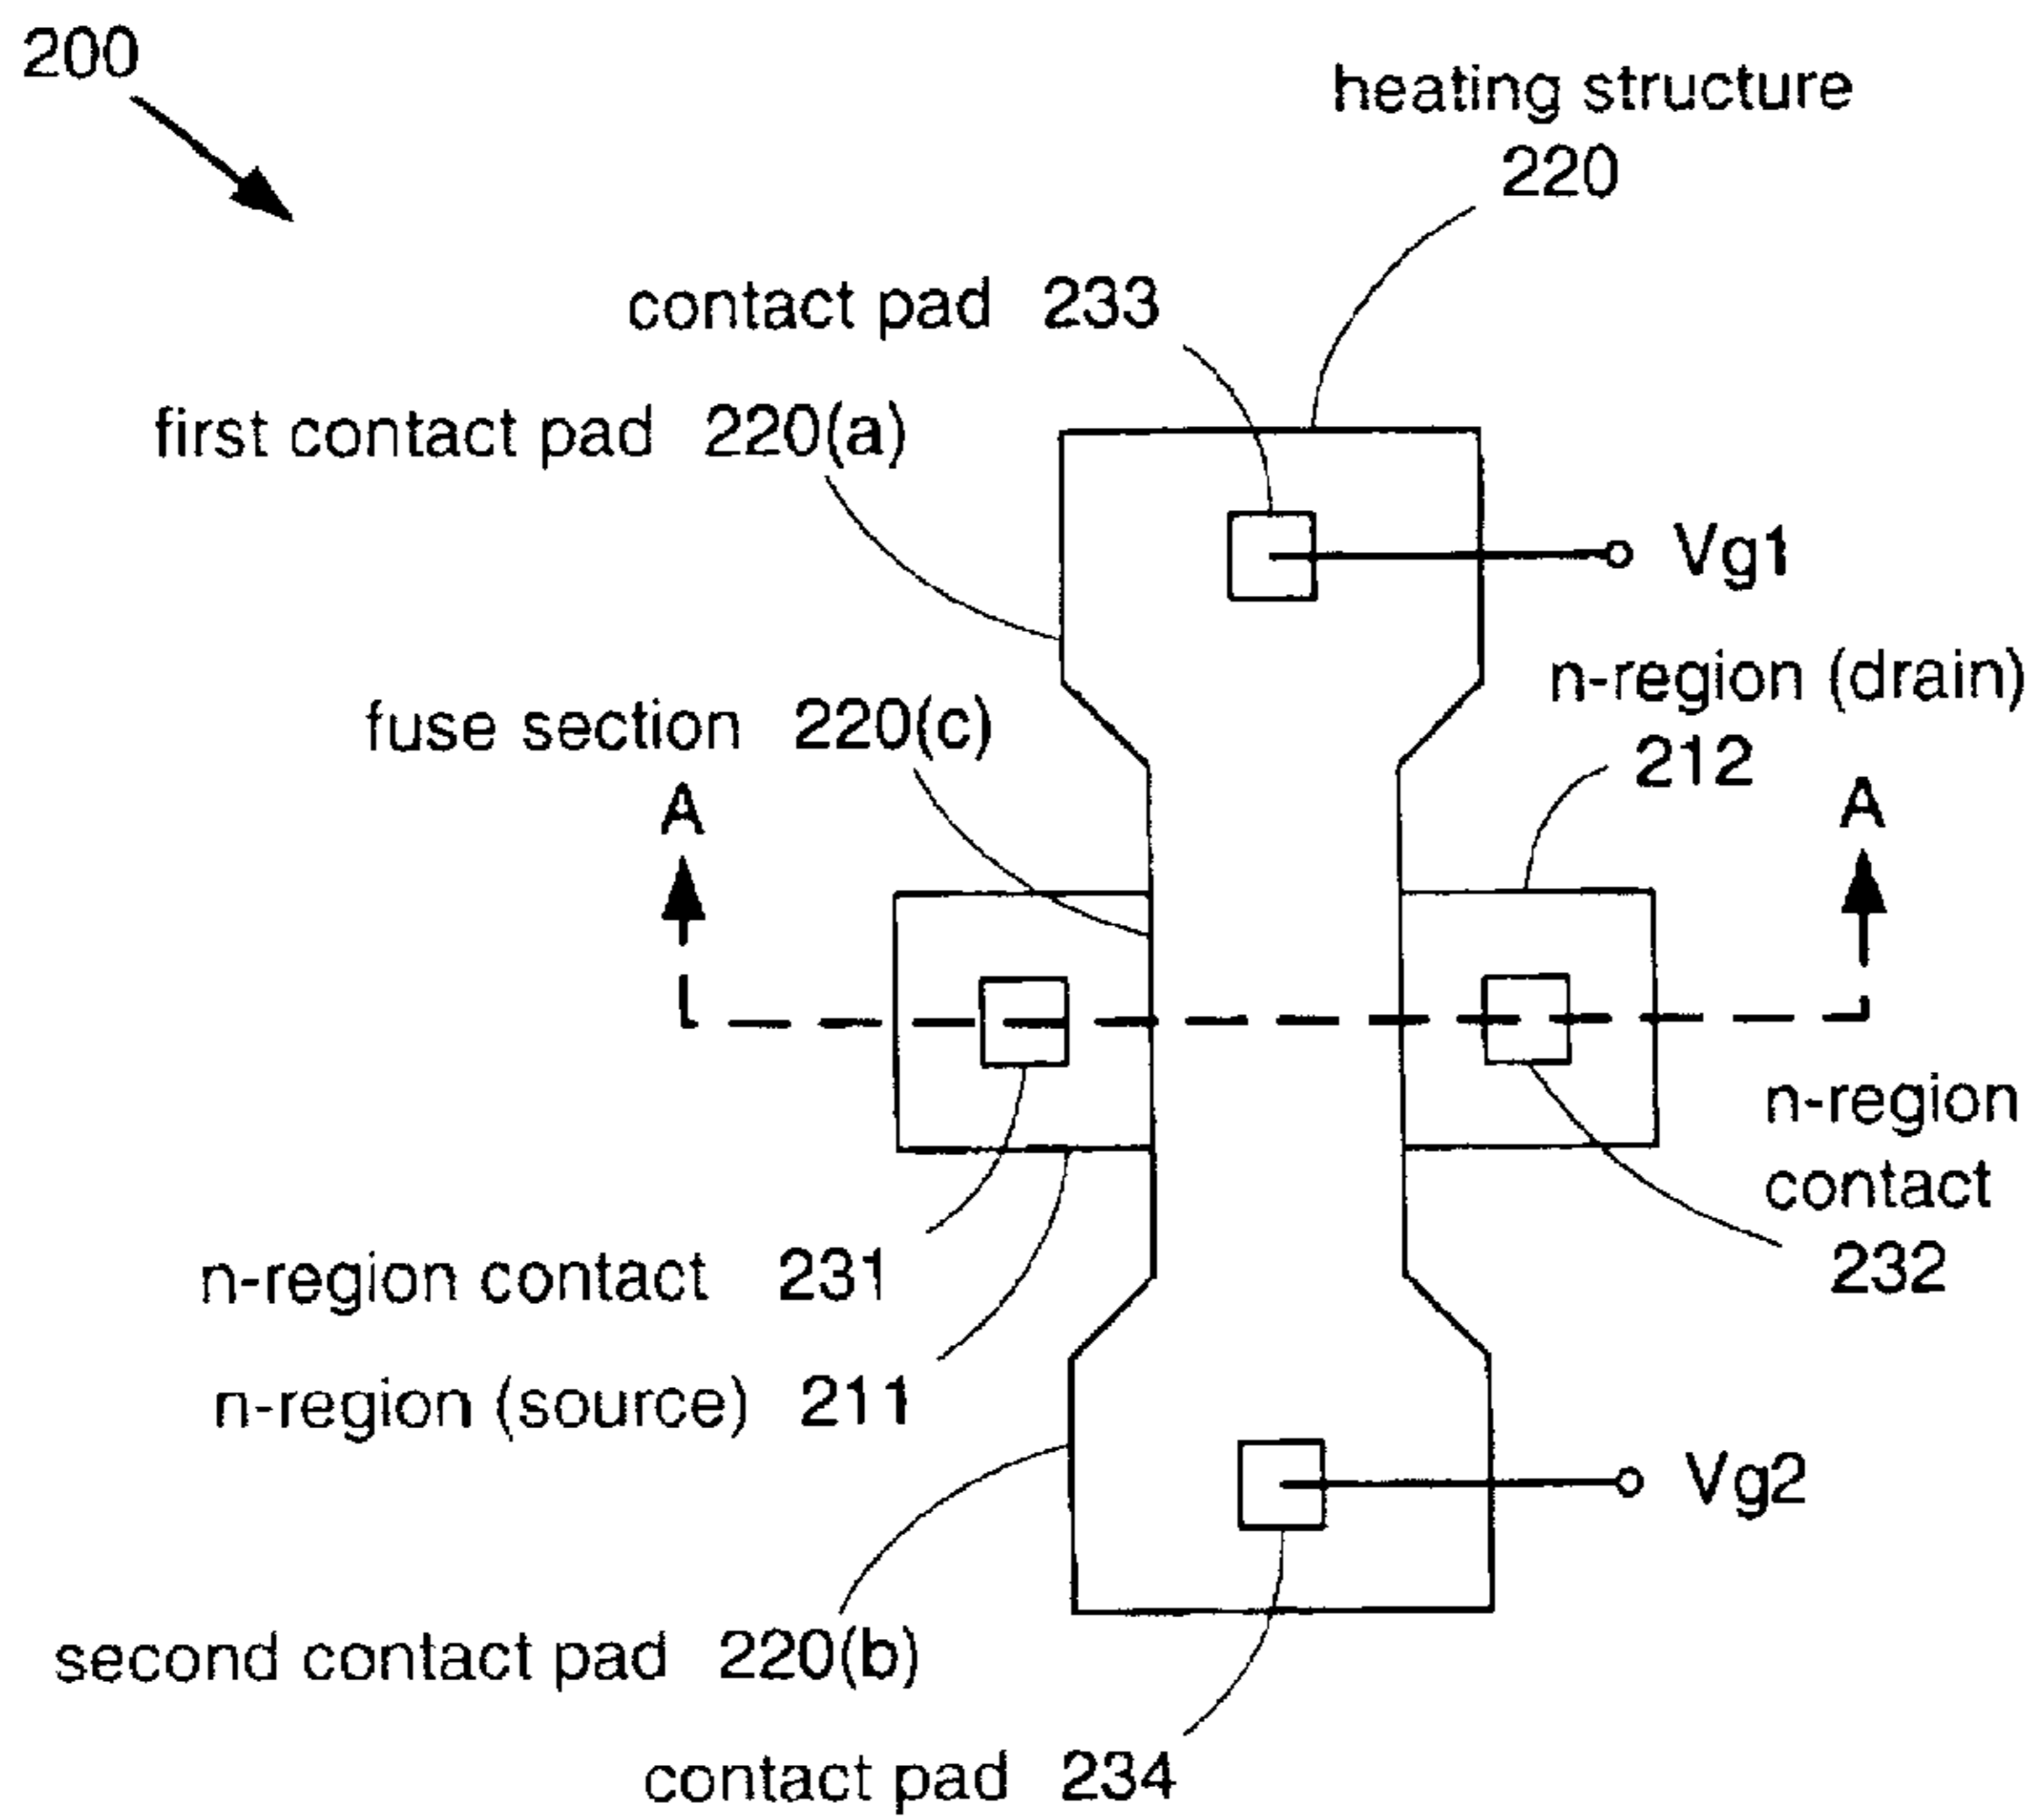 200
heating structure
220
contact pad 233
first contact pad 220(a)
Vg1
n-region (drain)
212
fuse section 220(c)
A
A
n-region
contact
232
n-region contact 231
n-region (source) 211
Vg2
second contact pad 220(b)
contact pad 234